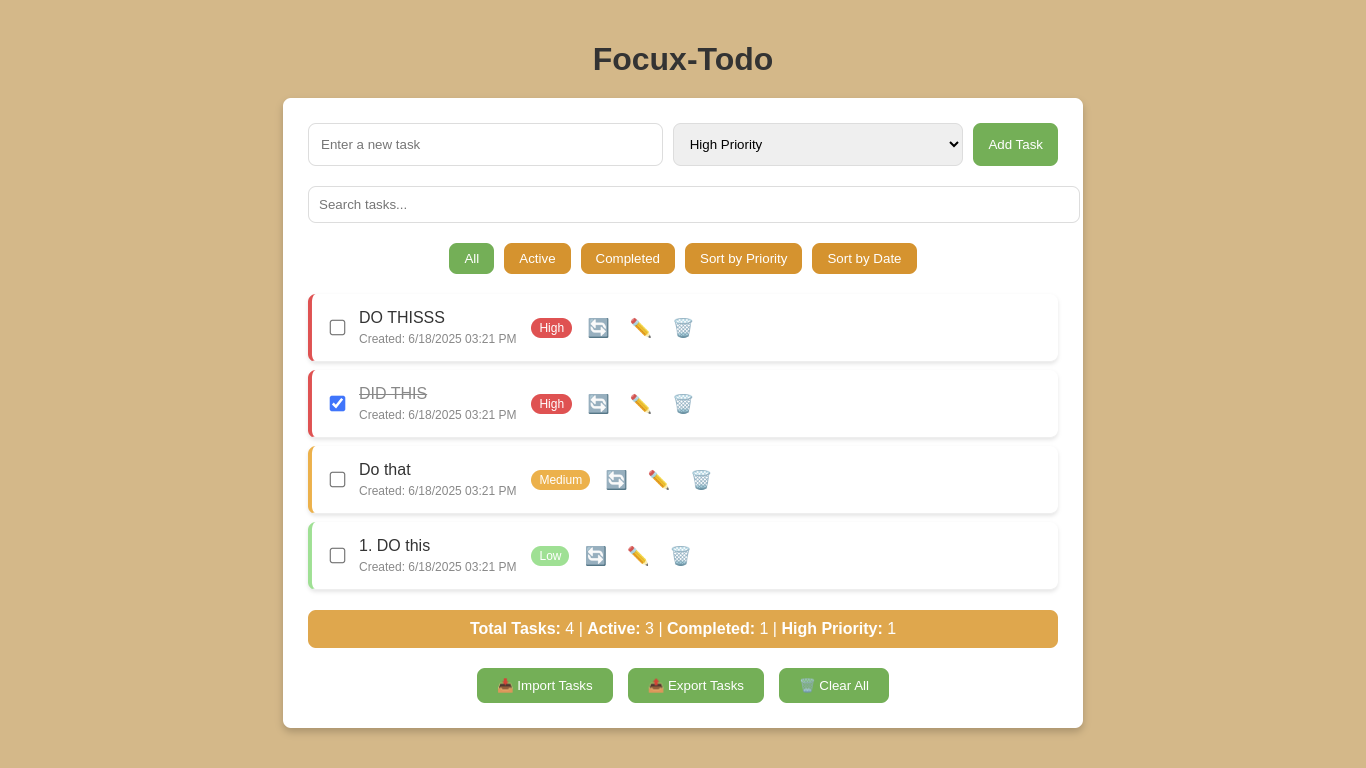 Focux-Todo
Enter a new task
High Priority
Add Task
Search tasks...
All Active Completed Sort by Priority Sort by Date
DO THISSS
Created: 6/18/2025 03:21 PM
High
DID THIS
Created: 6/18/2025 03:21 PM
High
Do that
Created: 6/18/2025 03:21 PM
Medium
1. DO this
Created: 6/18/2025 03:21 PM
Low
Total Tasks: 4 | Active: 3 | Completed: 1 | High Priority: 1
Import Tasks Export Tasks Clear All